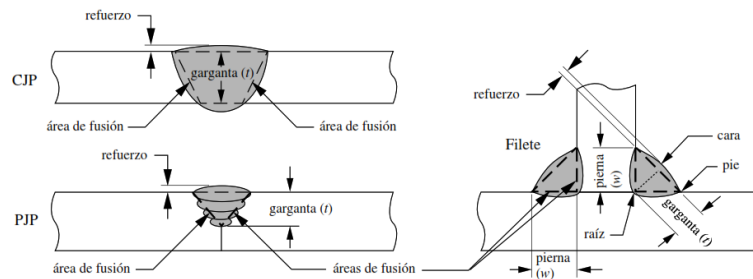 refuerzo
CJP
garganta (t)
área de fusión
área de fusión
refuerzo
PJP
garganta (t)
área de fusión
áreas de fusión
refuerzo
Filete
cara
pie
pierna
(w)
raíz
garganta (t)
pierna
(w)